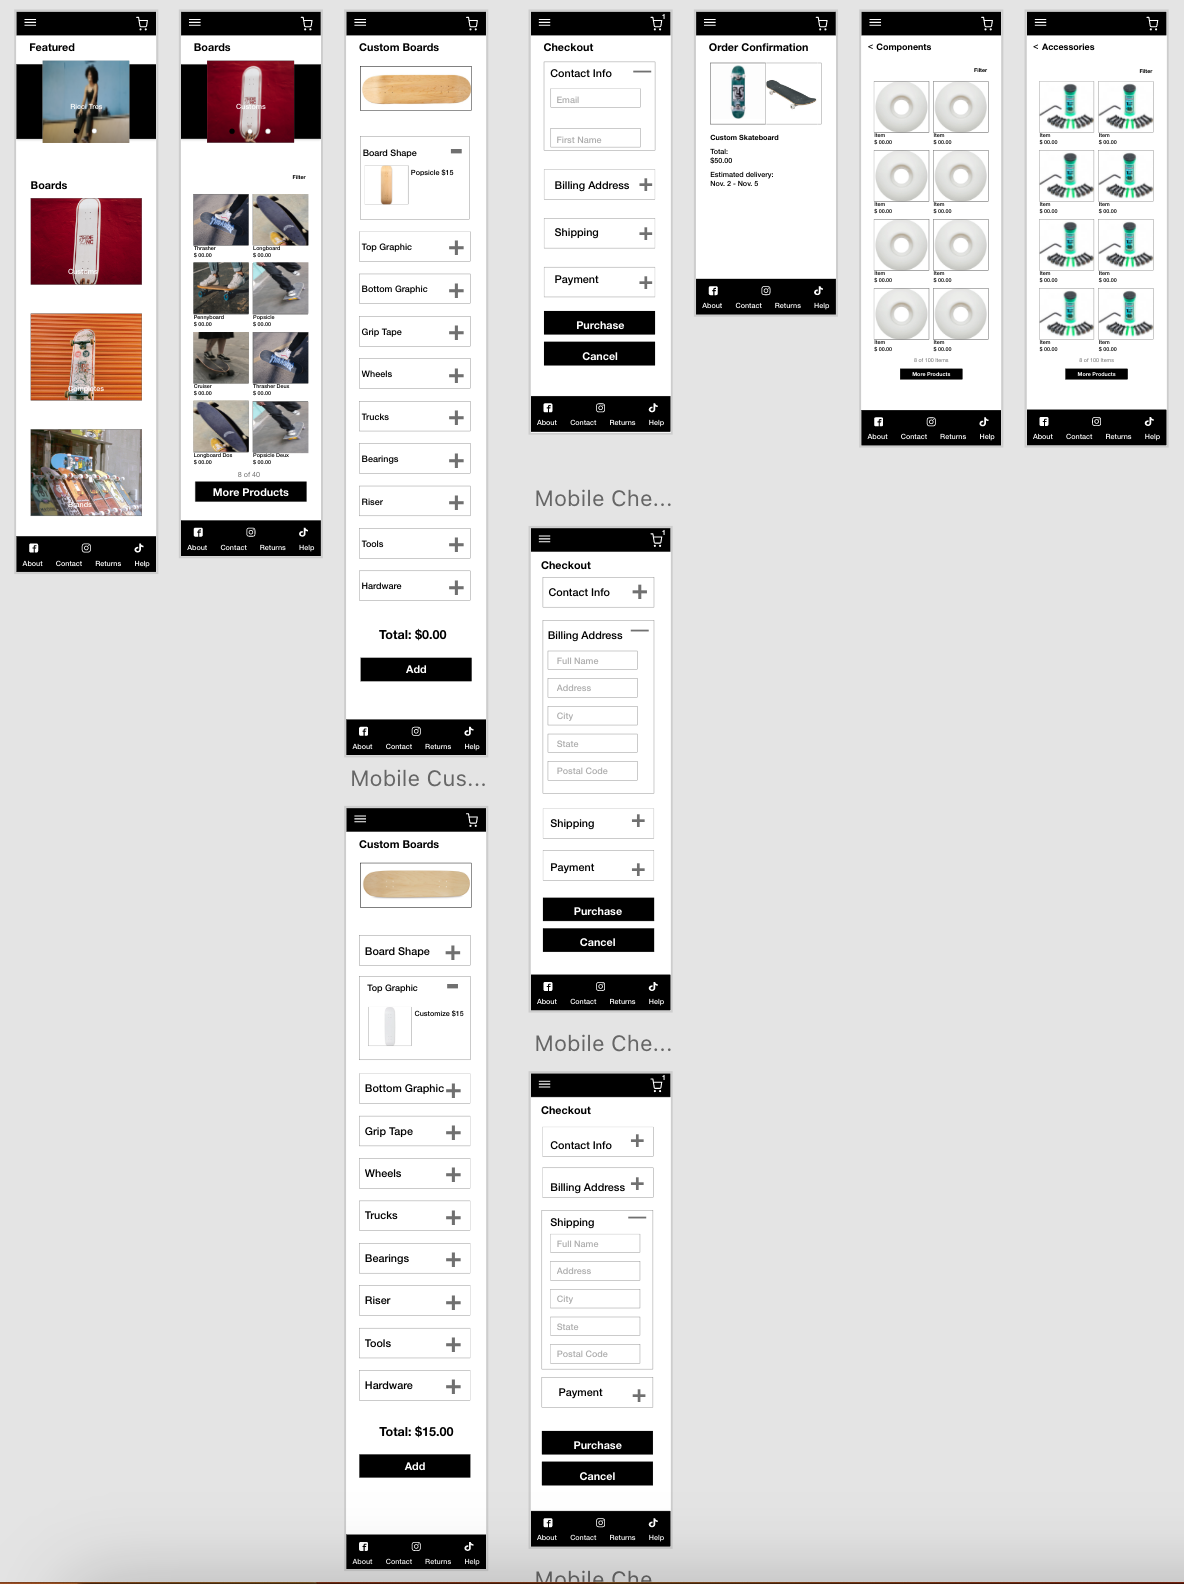 Featured
Ricci Tres
Boards
Customs
Completes
Brands
About Contact Returns Help
Boards
Customs
Filter
Thrasher
$ 00.00
Longboard
$ 00.00
Pennyboard
$ 00.00
Popsicle
$ 00.00
Cruiser
$ 00.00
Thrasher Deux
$ 00.00
Longboard Dos
$ 00.00
Popsicle Deux
$ 00.00
8 of 40
More Products
About Contact Returns Help
Custom Boards
Board Shape
Popsicle $15
Top Graphic
Bottom Graphic
Grip Tape
Wheels
Trucks
Bearings
Riser
Tools
Hardware
Total: $0.00
Add
About Contact Returns Help
Mobile Cus...
Custom Boards
Board Shape
Top Graphic
Customize $15
Bottom Graphic
Grip Tape
Wheels
Trucks
Bearings
Riser
Tools
Hardware
Total: $15.00
Add
About Contact Returns Help
1
Checkout
Contact Info
Email
First Name
Billing Address
Shipping
Payment
Purchase
Cancel
About Contact Returns Help
Mobile Che...
1
Checkout
Contact Info
Billing Address
Full Name
Address
City
State
Postal Code
Shipping
Payment
Purchase
Cancel
About Contact Returns Help
Mobile Che...
1
Checkout
Contact Info
Billing Address
Shipping
Full Name
Address
City
State
Postal Code
Payment
Purchase
Cancel
About Contact Returns Help
Mobile Che...
Order Confirmation
Custom Skateboard
Total:
$50.00
Estimated delivery:
Nov. 2 - Nov. 5
About Contact Returns Help
< Components
Filter
Item
$ 00.00
Item
$ 00.00
Item
$ 00.00
Item
$ 00.00
Item
$ 00.00
Item
$ 00.00
Item
$ 00.00
Item
$ 00.00
8 of 100 Items
More Products
About Contact Returns Help
< Accessories
Filter
Item
$ 00.00
Item
$ 00.00
Item
$ 00.00
Item
$ 00.00
Item
$ 00.00
Item
$ 00.00
Item
$ 00.00
Item
$ 00.00
8 of 100 Items
More Products
About Contact Returns Help